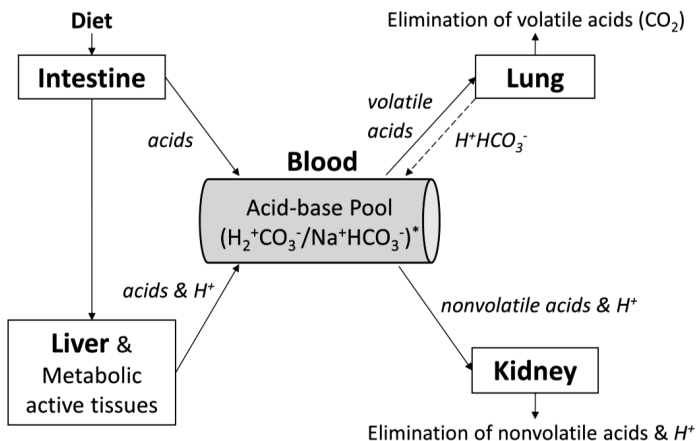 Diet
Intestine
acids
Elimination of volatile acids (CO₂)
Lung
volatile
acids
H⁺HCO₃⁻
Blood
Acid-base Pool
(H₂⁺CO₃⁻/Na⁺HCO₃⁻)*
acids & H⁺
Liver &
Metabolic
active tissues
nonvolatile acids & H⁺
Kidney
Elimination of nonvolatile acids & H⁺